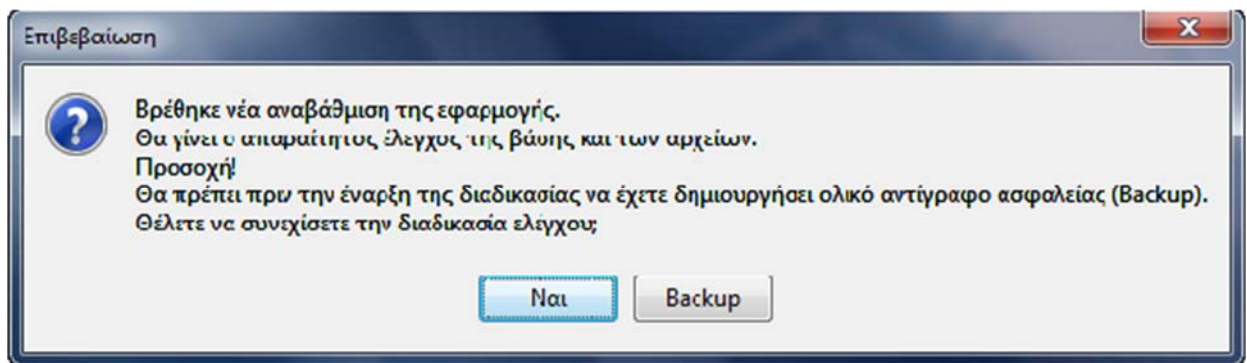 Επιβεβαίωση
Βρέθηκε νέα αναβάθμιση της εφαρμογής.
Θα γίνει ο απαραίτητος έλεγχος της βάσης και των αρχείων.
Προσοχή!
Θα πρέπει πριν την έναρξη της διαδικασίας να έχετε δημιουργήσει ολικό αντίγραφο ασφαλείας (Backup).
Θέλετε να συνεχίσετε την διαδικασία ελέγχου;
Ναι
Backup